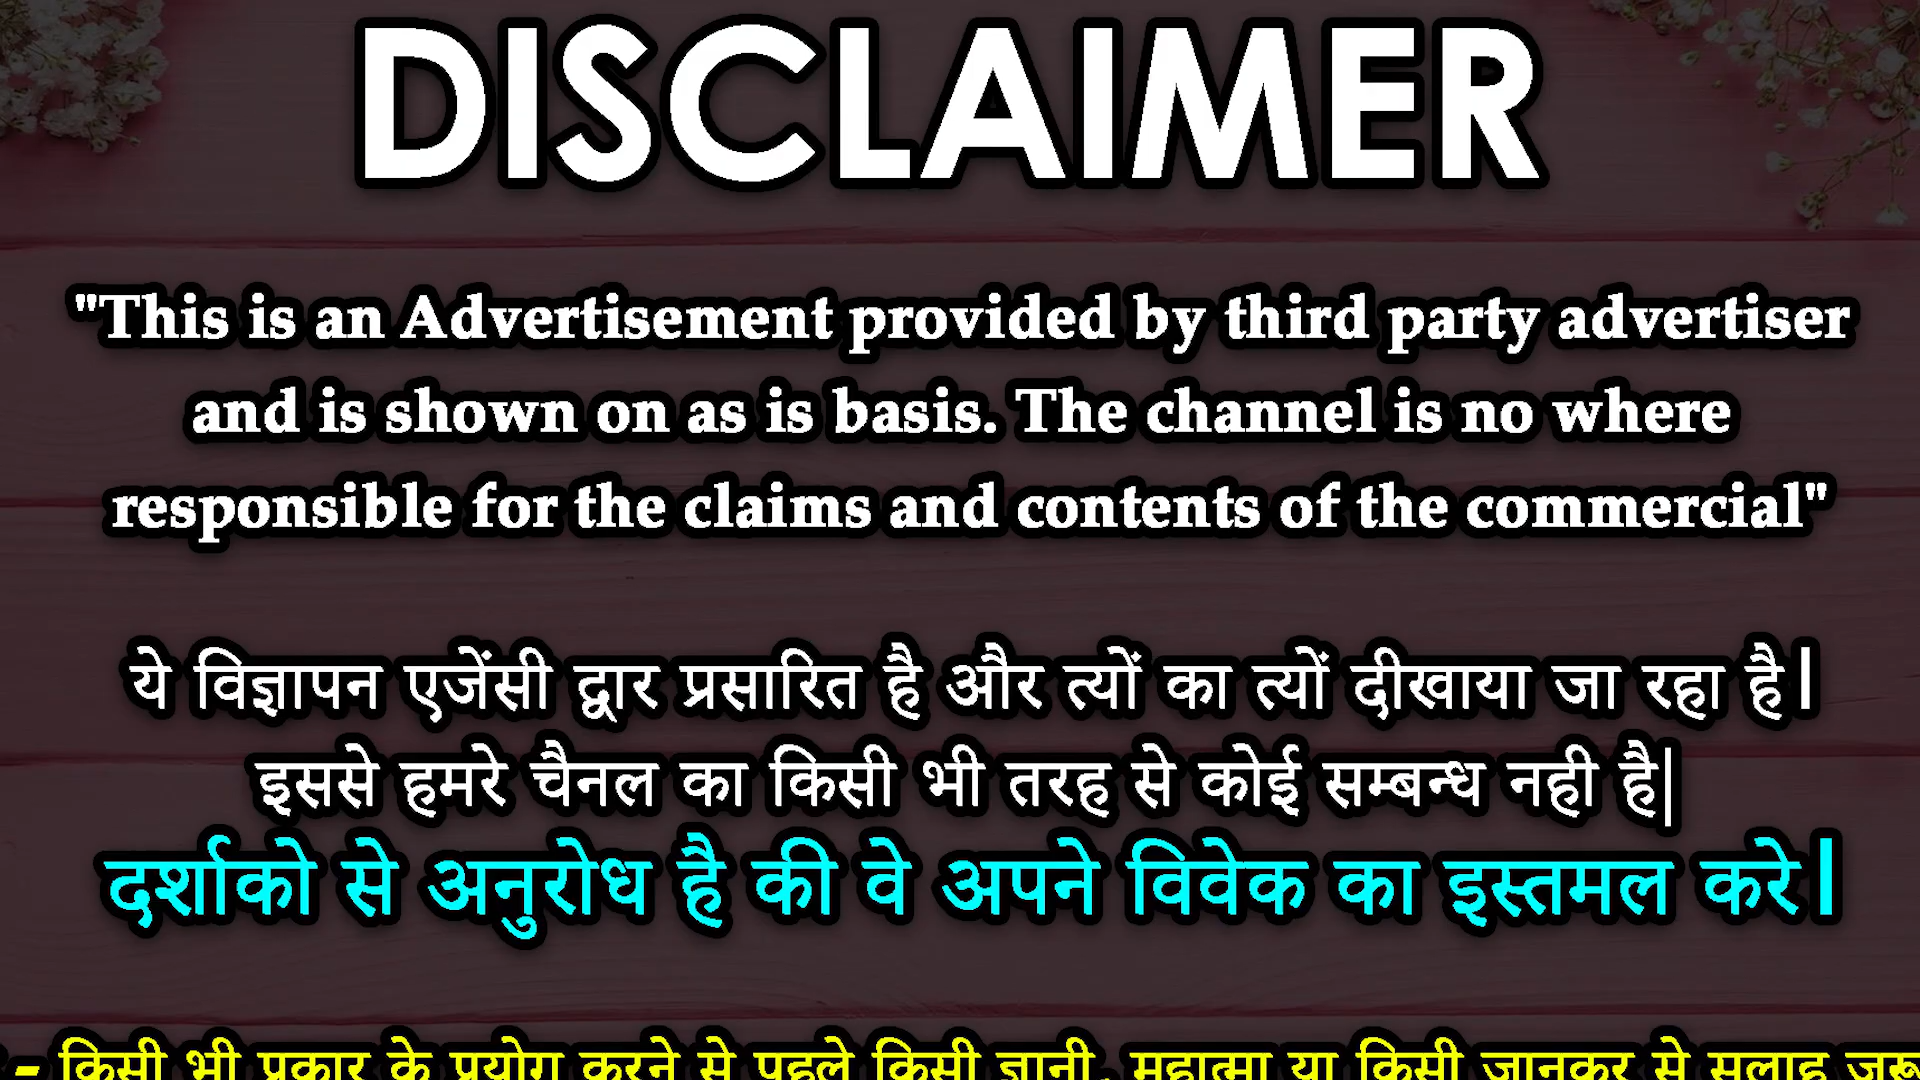 DISCLAIMER
"This is an Advertisement provided by third party advertiser
and is shown on as is basis. The channel is no where
responsible for the claims and contents of the commercial"
ये विज्ञापन एजेंसी द्वार प्रसारित है और त्यों का त्यों दीखाया जा रहा है।
इससे हमरे चैनल का किसी भी तरह से कोई सम्बन्ध नही है|
दर्शाको से अनुरोध है की वे अपने विवेक का इस्तमल करे।
- किसी भी प्रकार के प्रयोग करने से पहले किसी ज्ञानी, महात्मा या किसी जानकर से सलाह